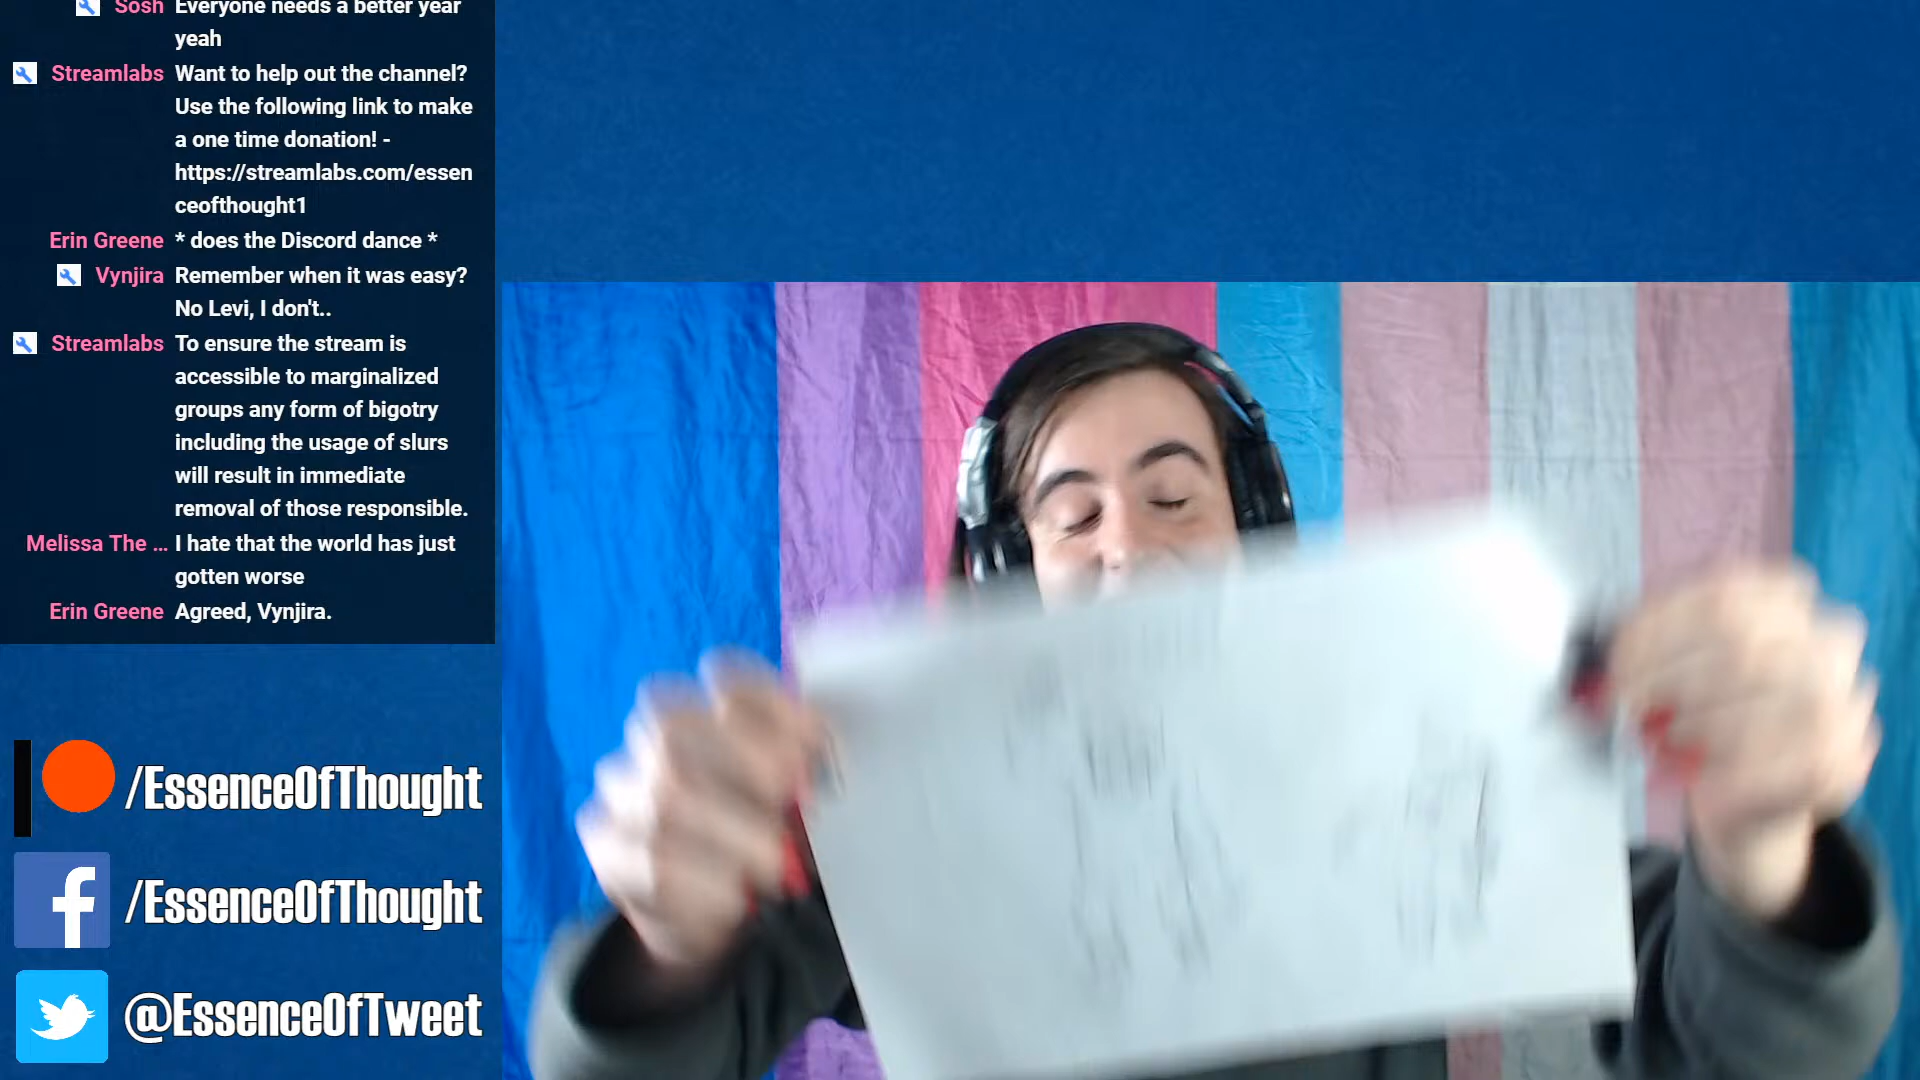 Sosh Everyone needs a better year
yeah
Streamlabs Want to help out the channel?
Use the following link to make
a one time donation! -
https://streamlabs.com/essen
ceofthought1
Erin Greene * does the Discord dance *
Vynjira Remember when it was easy?
No Levi, I don't..
Streamlabs To ensure the stream is
accessible to marginalized
groups any form of bigotry
including the usage of slurs
will result in immediate
removal of those responsible.
Melissa The ... I hate that the world has just
gotten worse
Erin Greene Agreed, Vynjira.
/EssenceOfThought
/EssenceOfThought
@EssenceOfTweet